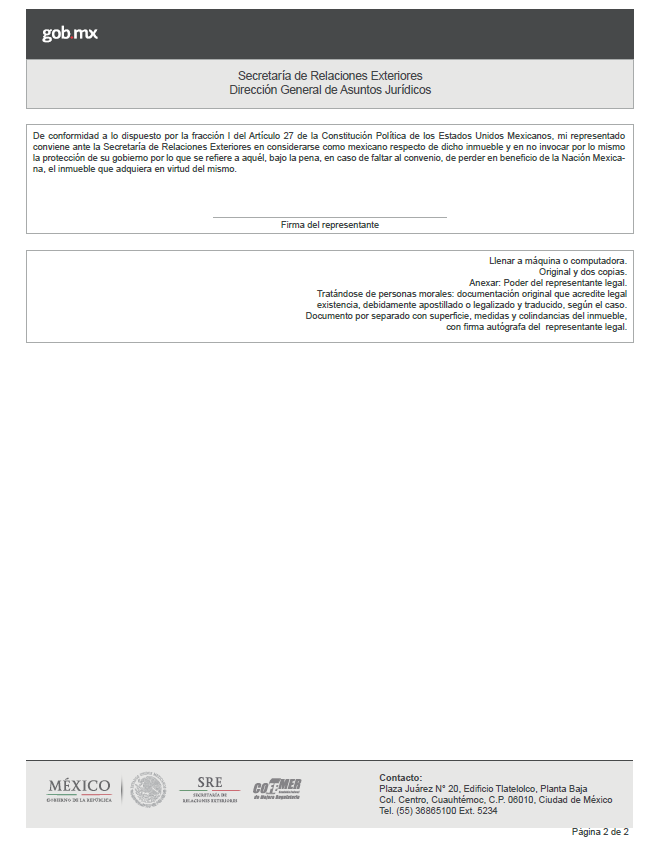 gob.mx
Secretaría de Relaciones Exteriores
Dirección General de Asuntos Jurídicos
De conformidad a lo dispuesto por la fracción I del Artículo 27 de la Constitución Política de los Estados Unidos Mexicanos, mi representado
conviene ante la Secretaría de Relaciones Exteriores en considerarse como mexicano respecto de dicho inmueble y en no invocar por lo mismo
la protección de su gobierno por lo que se refiere a aquél, bajo la pena, en caso de faltar al convenio, de perder en beneficio de la Nación Mexica-
na, el inmueble que adquiera en virtud del mismo.
Firma del representante
Llenar a máquina o computadora.
Original y dos copias.
Anexar: Poder del representante legal.
Tratándose de personas morales: documentación original que acredite legal
existencia, debidamente apostillado o legalizado y traducido, según el caso.
Documento por separado con superficie, medidas y colindancias del inmueble,
con firma autógrafa del representante legal.
MÉXICO
GOBIERNO DE LA REPÚBLICA
SRE
SECRETARÍA DE
RELACIONES EXTERIORES
COFEMER
de Mejora Regulatoria
Contacto:
Plaza Juárez N° 20, Edificio Tlatelolco, Planta Baja
Col. Centro, Cuauhtémoc, C.P. 06010, Ciudad de México
Tel. (55) 36865100 Ext. 5234
Página 2 de 2